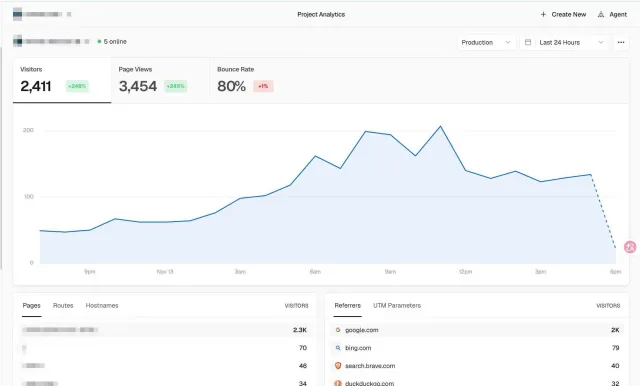 Project Analytics
Create New
Agent
5 online
Production
Last 24 Hours
Visitors
2,411
Page Views
3,454
Bounce Rate
80%
+1%
200
100
0
9pm
Nov 13
3am
6am
9am
12pm
3pm
6pm
Pages
Routes
Hostnames
VISITORS
2.3K
70
46
34
Referrers
UTM Parameters
VISITORS
google.com
2K
bing.com
79
search.brave.com
40
duckduckgo.com
32